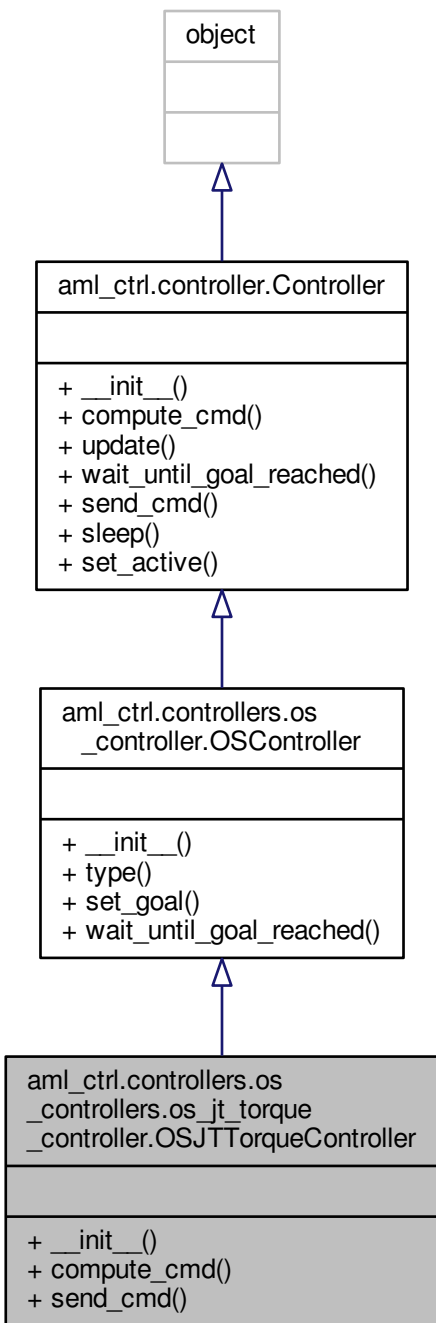 object
aml_ctrl.controller.Controller
+ __init__()
+ compute_cmd()
+ update()
+ wait_until_goal_reached()
+ send_cmd()
+ sleep()
+ set_active()
aml_ctrl.controllers.os
_controller.OSController
+ __init__()
+ type()
+ set_goal()
+ wait_until_goal_reached()
aml_ctrl.controllers.os
_controllers.os_jt_torque
_controller.OSJTTorqueController
+ __init__()
+ compute_cmd()
+ send_cmd()